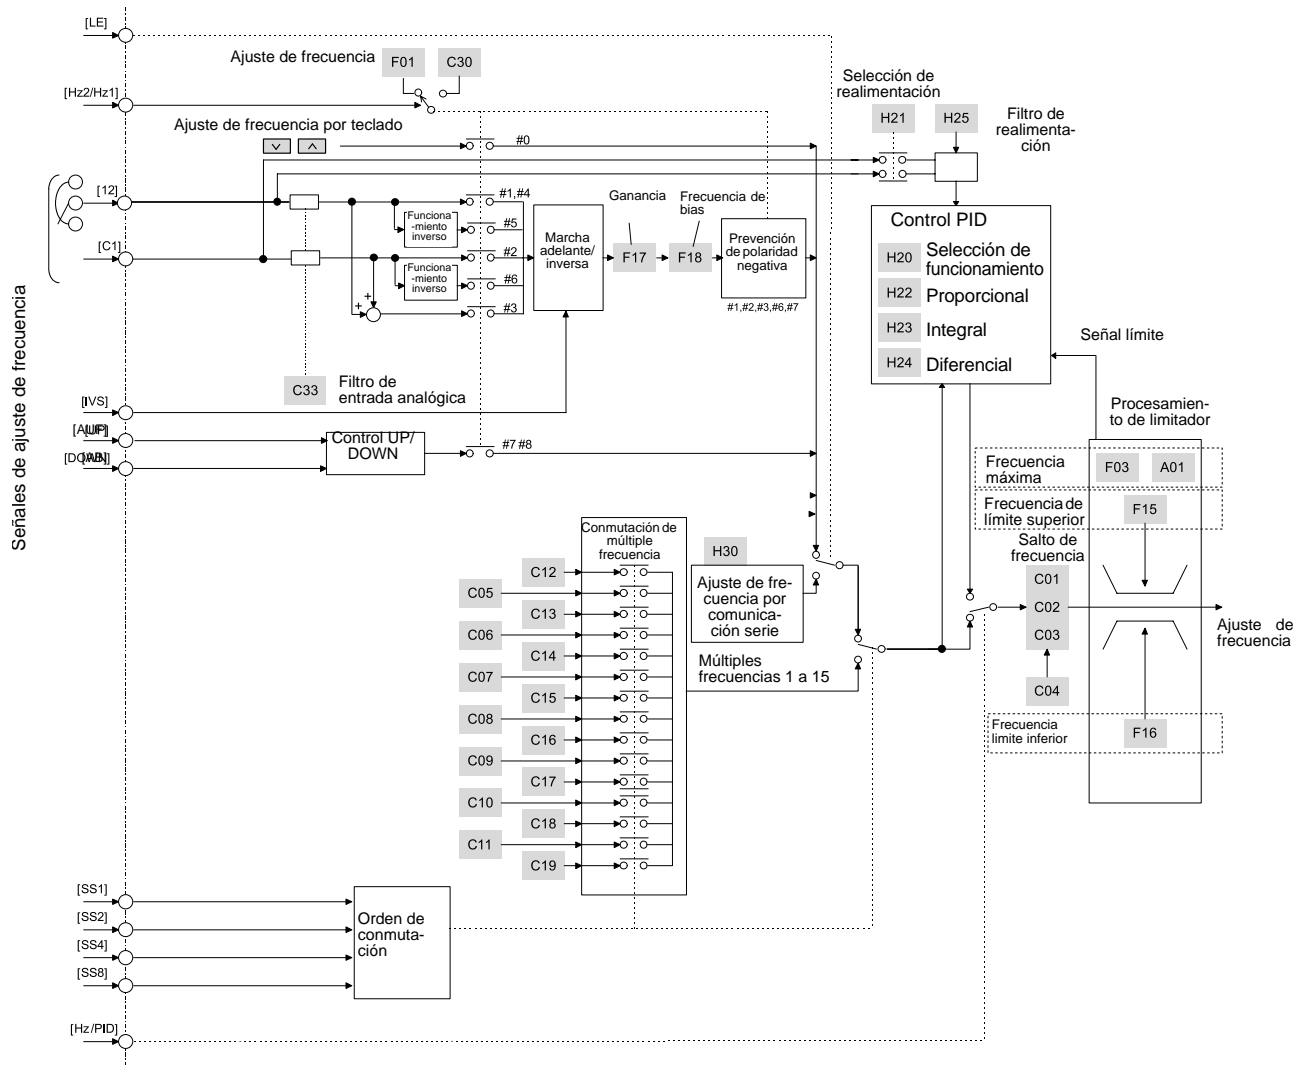 [LE]
Ajuste de frecuencia
F01
C30
[Hz2/Hz1]
Ajuste de frecuencia por teclado
#0
Selección de
realimentación
H21
H25
Filtro de
realimenta-
ción
[12]
#1,#4
Funciona
-miento
inverso
#5
[C1]
#2
Funciona
-miento
inverso
#6
+
+
#3
Marcha
adelante/
inversa
Ganancia
F17
Frecuencia de
bias
F18
Prevención
de polaridad
negativa
#1,#2,#3,#6,#7
Control PID
H20
Selección de
funcionamiento
H22
Proporcional
H23
Integral
H24
Diferencial
Señal límite
Señales de ajuste de frecuencia
C33
Filtro de
entrada analógica
[IVS]
[UP]
[DOWN]
Control UP/
DOWN
#7 #8
Procesamien-
to de limitador
Frecuencia
máxima
F03
A01
Frecuencia de
límite superior
F15
Salto de
frecuencia
C01
C02
C03
C04
Ajuste de
frecuencia
Frecuencia
limite inferior
F16
Conmutación de
múltiple
frecuencia
C12
C05
C13
C06
C14
C07
C15
C08
C16
C09
C17
C10
C18
C11
C19
H30
Ajuste de fre-
cuencia por
comunica-
ción serie
Múltiples
frecuencias 1 a 15
[SS1]
[SS2]
[SS4]
[SS8]
Orden de
conmuta-
ción
[Hz/PID]